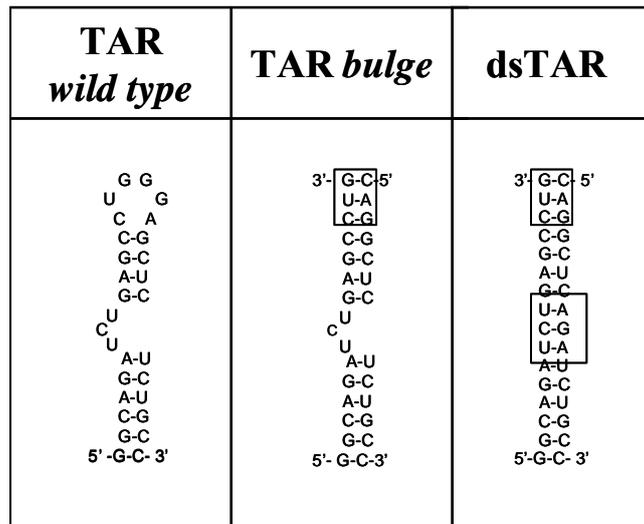 TAR
wild type
G G
U G
C A
C-G
G-C
A-U
G-C
U
C
U
A-U
G-C
A-U
C-G
G-C
5' -G-C- 3'
TAR bulge
3'- G-C-5'
U-A
C-G
C-G
G-C
A-U
G-C
U
C
U
A-U
G-C
A-U
C-G
G-C
5'- G-C-3'
dsTAR
3'- G-C- 5'
U-A
C-G
C-G
G-C
A-U
G-C
U-A
C-G
U-A
A-U
G-C
A-U
C-G
G-C
5'-G-C- 3'